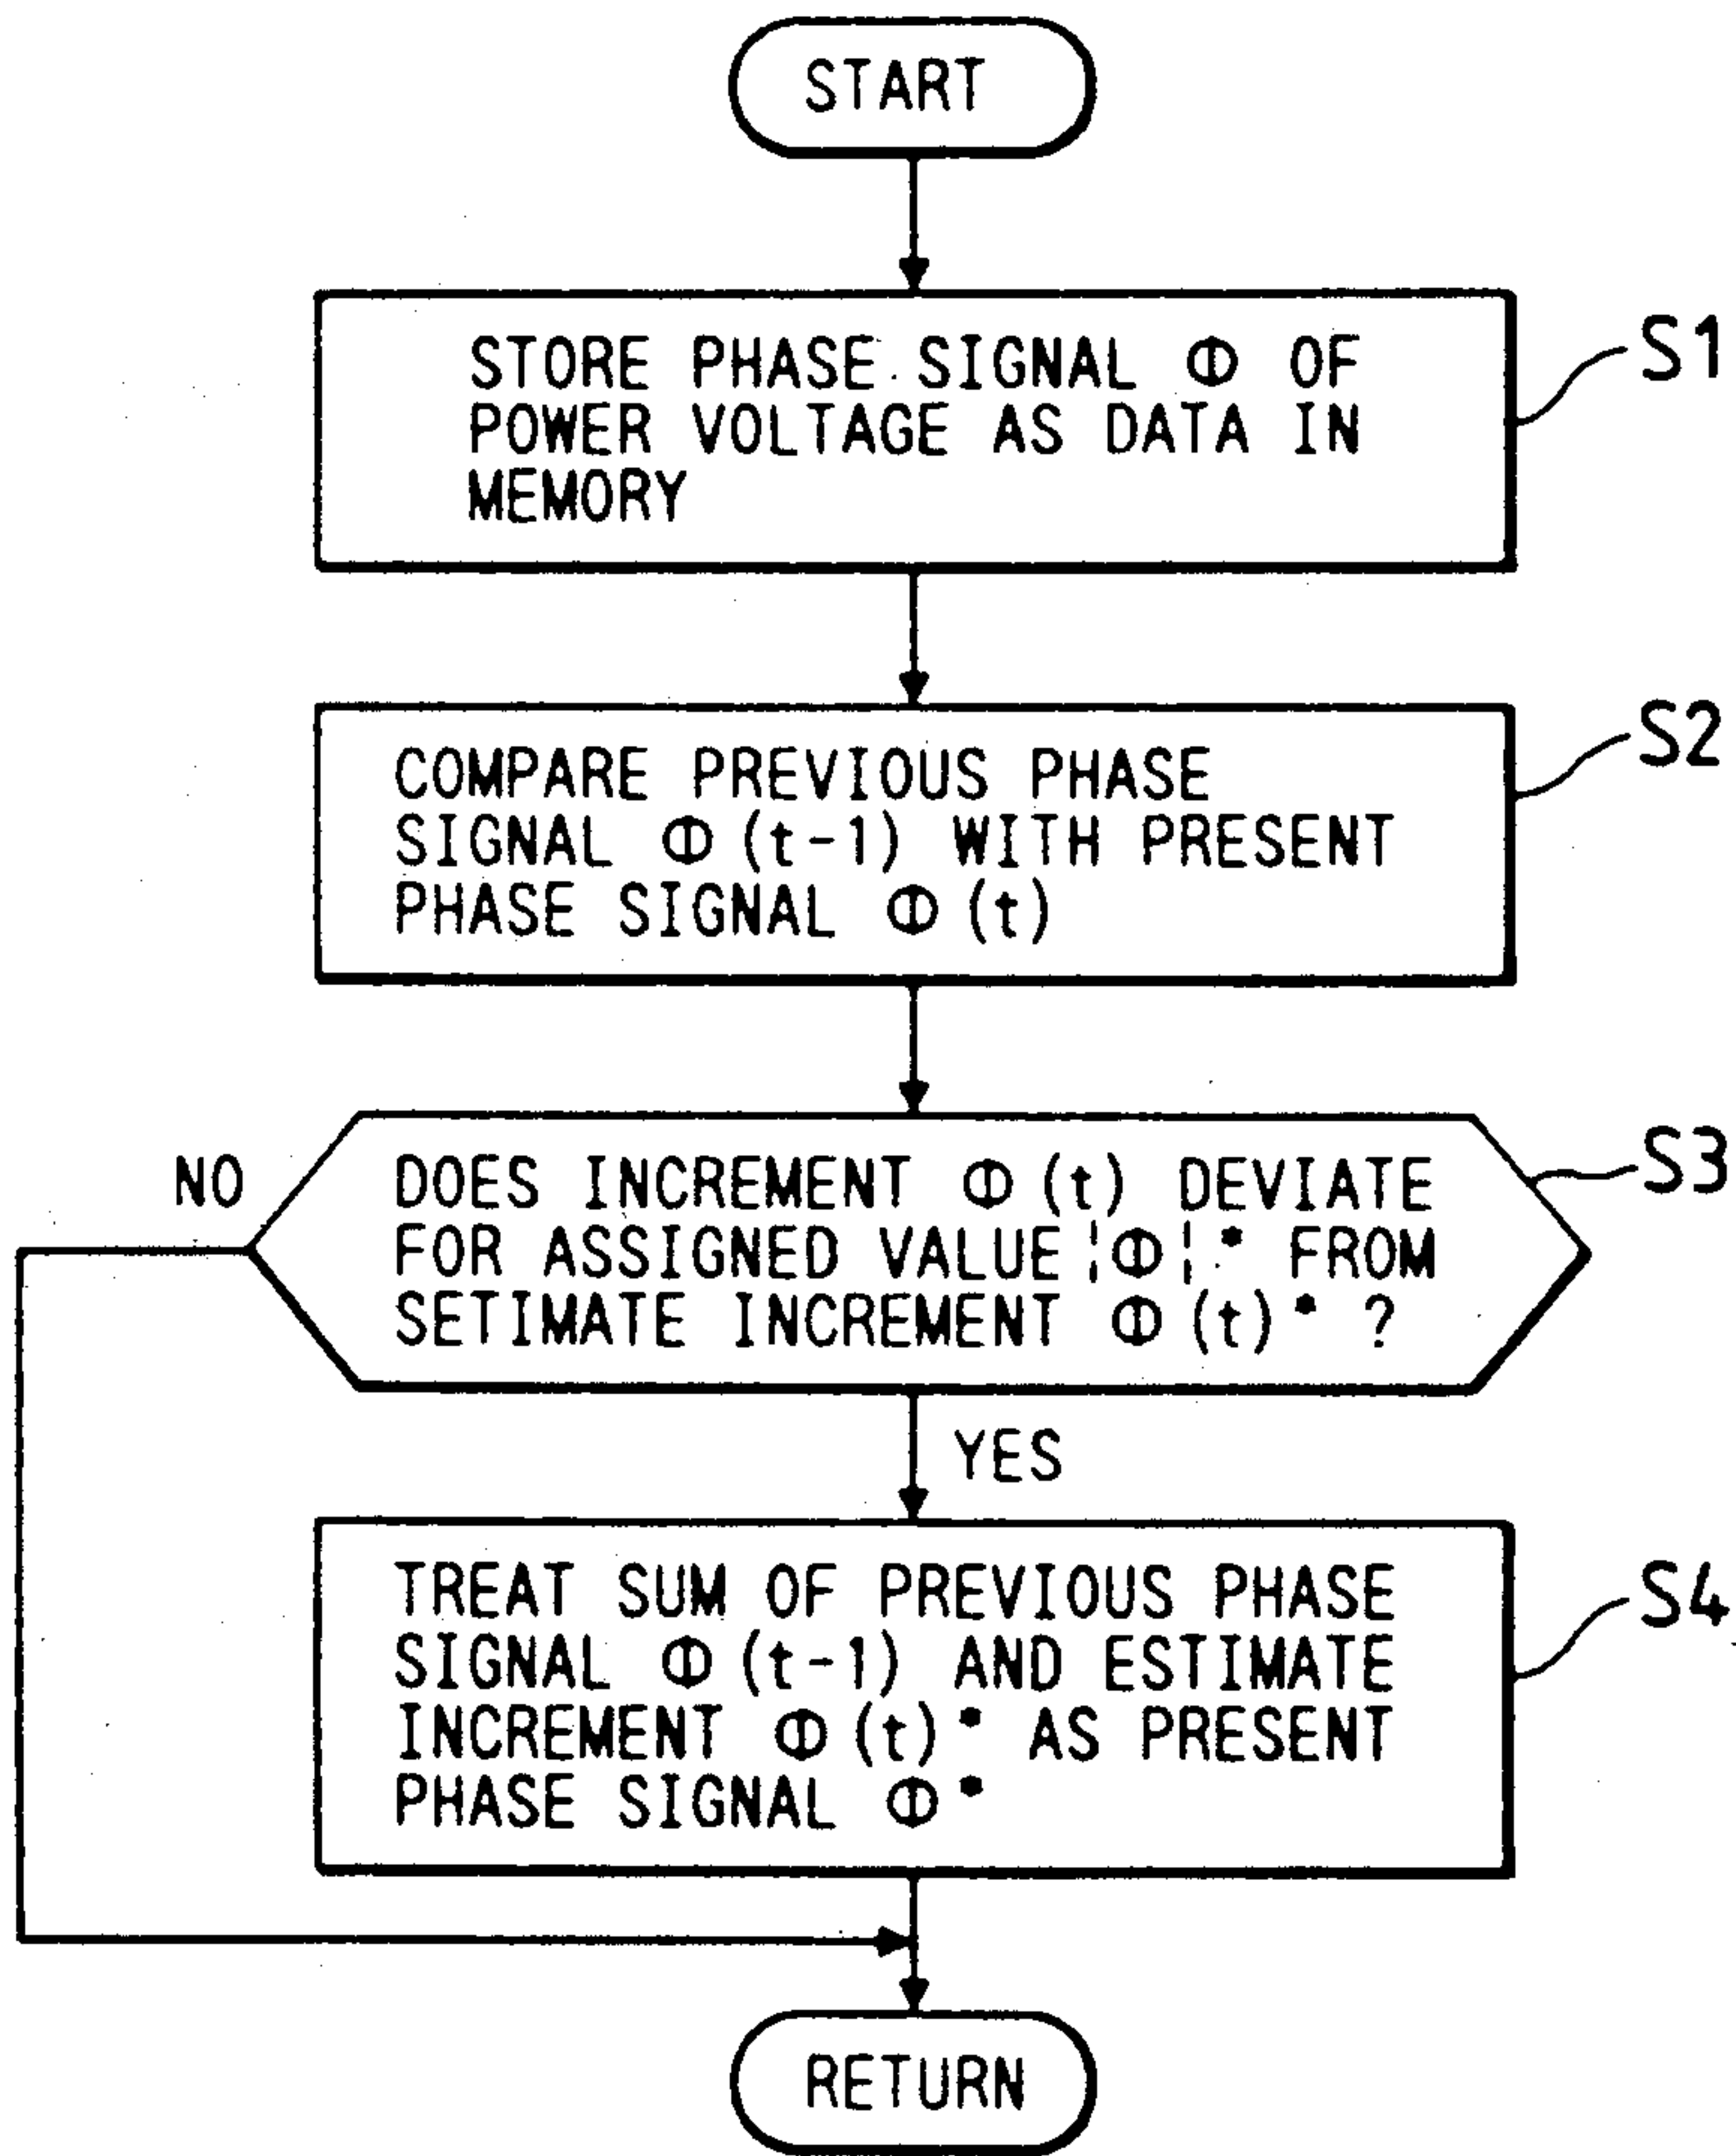 START
STORE PHASE SIGNAL Φ OF
POWER VOLTAGE AS DATA IN
MEMORY
S1
COMPARE PREVIOUS PHASE
SIGNAL Φ (t-1) WITH PRESENT
PHASE SIGNAL Φ (t)
S2
NO
DOES INCREMENT Φ (t) DEVIATE
FOR ASSIGNED VALUE ¦Φ¦* FROM
SETIMATE INCREMENT Φ (t)* ?
S3
YES
TREAT SUM OF PREVIOUS PHASE
SIGNAL Φ (t-1) AND ESTIMATE
INCREMENT Φ (t)* AS PRESENT
PHASE SIGNAL Φ*
S4
RETURN